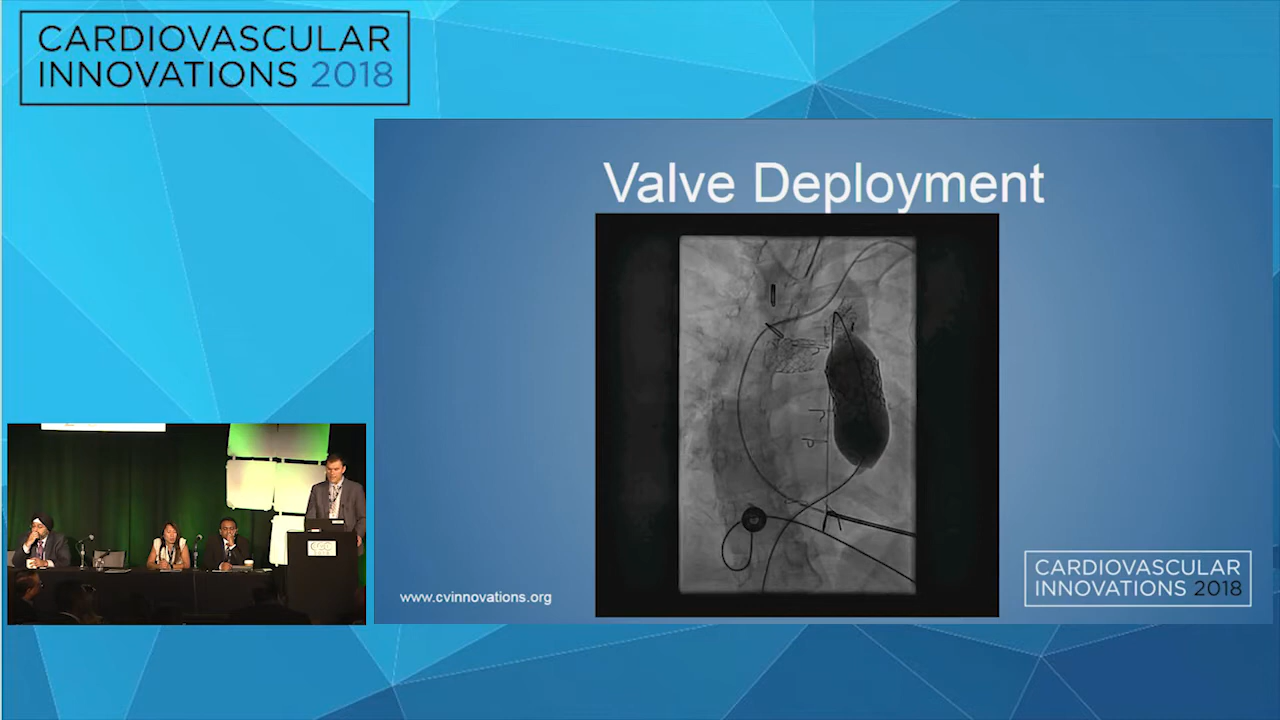 CARDIOVASCULAR
INNOVATIONS 2018
Valve Deployment
www.cvinnovations.org
CARDIOVASCULAR
INNOVATIONS 2018